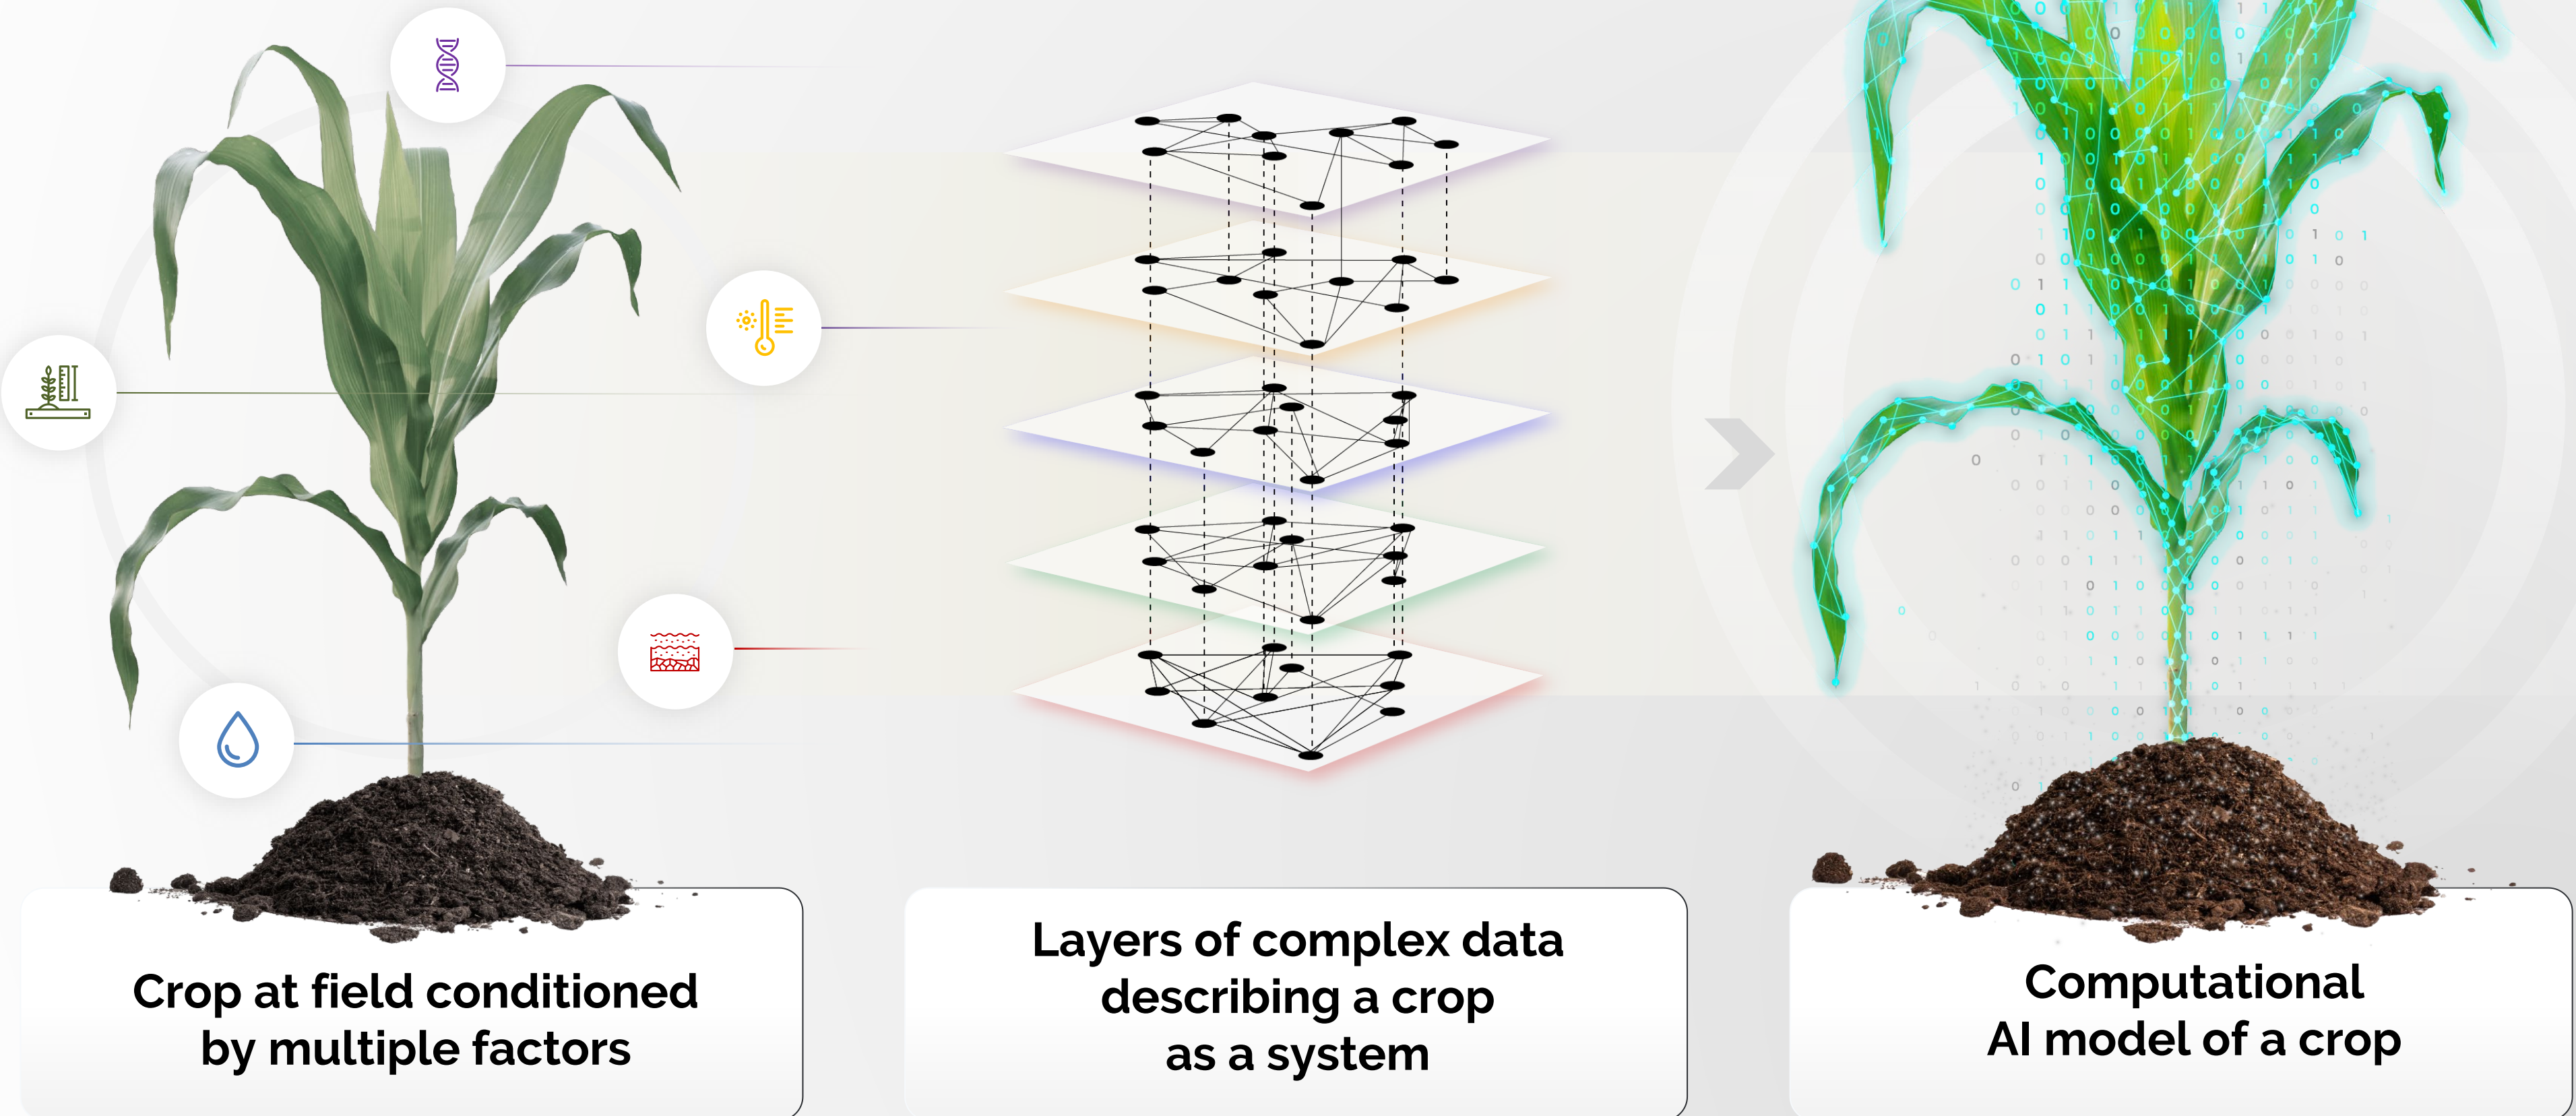 Crop at field conditioned
by multiple factors
Layers of complex data
describing a crop
as a system
Computational
AI model of a crop